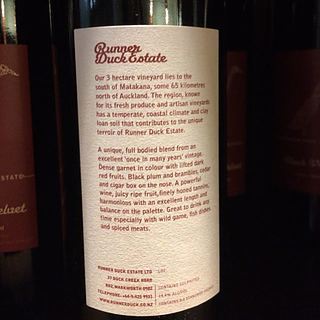 Runner
Duck Estate
Our 3 hectare vineyard lies to the
south of Matakana, some 65 kilometres
north of Auckland. The region, known
for its fresh produce and artisan vineyards
has a temperate, coastal climate and clay
loan soil that contributes to the unique
terroir of Runner Duck Estate.
A unique, full bodied blend from an
excellent 'once in many years' vintage.
Dense garnet in colour with lifted dark
red fruits. Black plum and brambles, cedar
and cigar box on the nose. A powerful
wine, juicy ripe fruit, finely honed tannins,
harmonious with an excellent length and
balance on the palette. Great to drink any
time especially with wild game, fish dishes
and spiced meats.
RUNNER DUCK ESTATE LTD
37 DUCK CREEK ROAD
RD2, WARKWORTH 0982
TELEPHONE:
WWW.RUNNERDUCK.CO.NZ
CONTAINS SULPHITES
ALCOHOL
CONTAINS